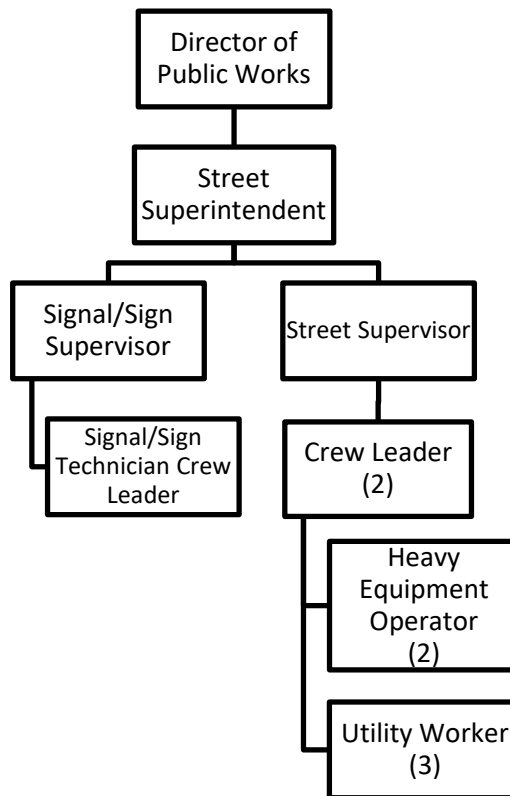 Director of
Public Works
Street
Superintendent
Signal/Sign
Supervisor
Street Supervisor
Signal/Sign
Technician Crew
Leader
Crew Leader
(2)
Heavy
Equipment
Operator
(2)
Utility Worker
(3)